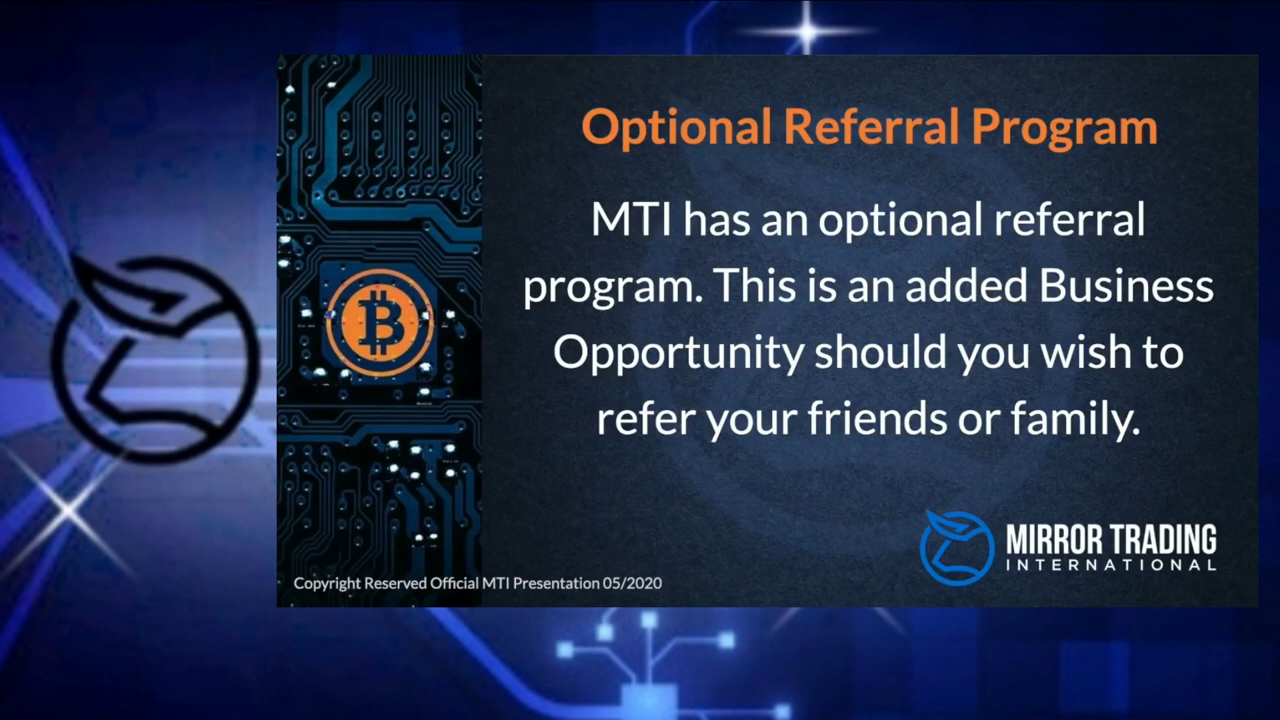 Optional Referral Program
MTI has an optional referral
program. This is an added Business
Opportunity should you wish to
refer your friends or family.
MIRROR TRADING
INTERNATIONAL
Copyright Reserved Official MTI Presentation 05/2020